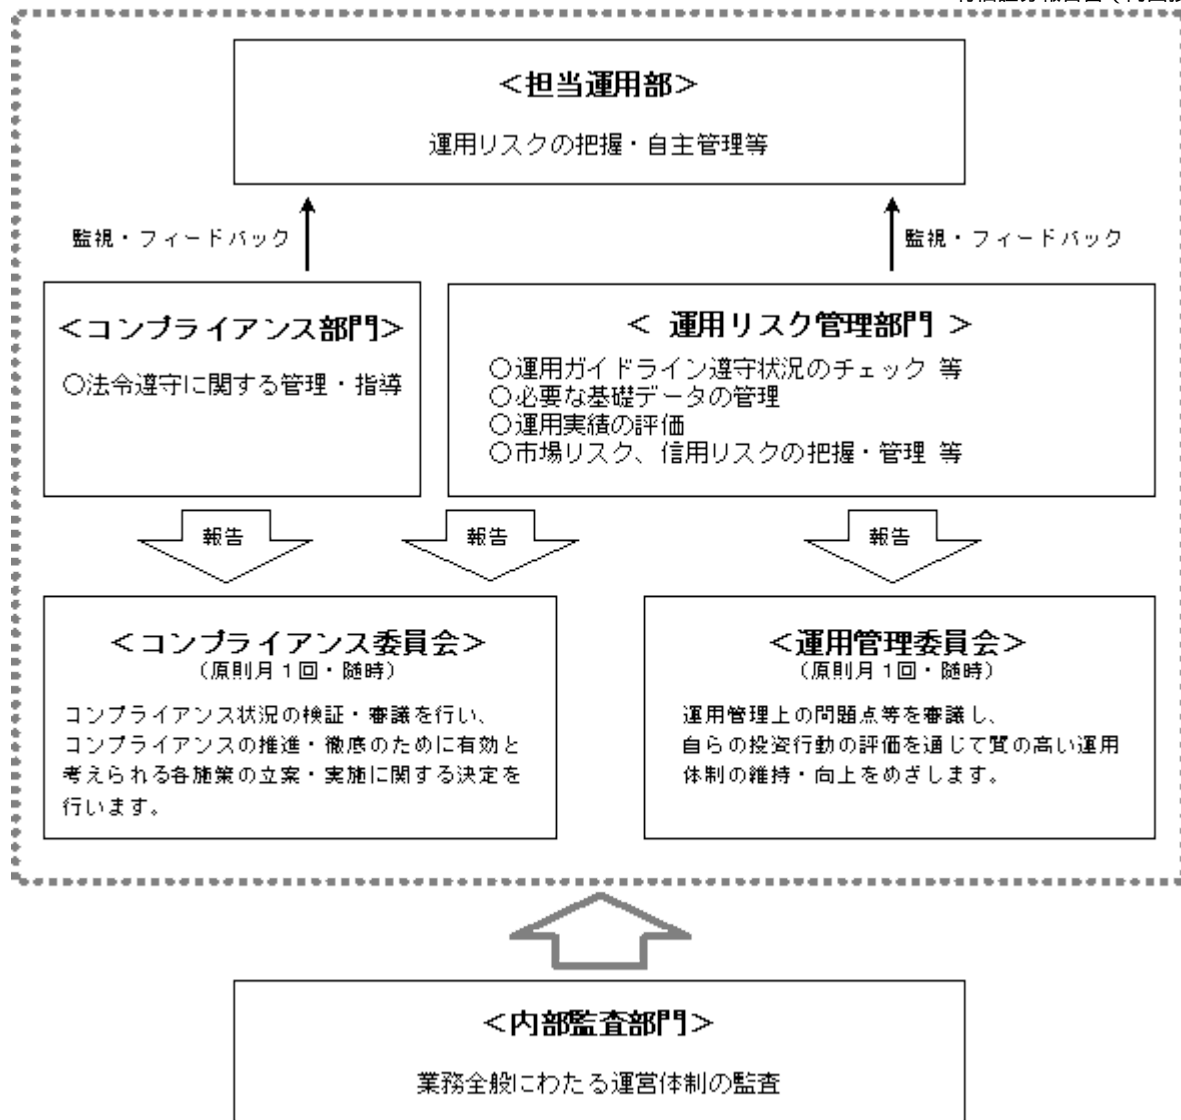 ＜担当運用部＞
運用リスクの把握・自主管理等
監視・フィードバック
監視・フィードバック
＜コンプライアンス部門＞
○法令遵守に関する管理・指導
＜ 運用リスク管理部門 ＞
○運用ガイドライン遵守状況のチェック 等
○必要な基礎データの管理
○運用実績の評価
○市場リスク、信用リスクの把握・管理 等
報告
報告
報告
＜コンプライアンス委員会＞
（原則月１回・随時）
コンプライアンス状況の検証・審議を行い、
コンプライアンスの推進・徹底のために有効と
考えられる各施策の立案・実施に関する決定を
行います。
＜運用管理委員会＞
（原則月１回・随時）
運用管理上の問題点等を審議し、
自らの投資行動の評価を通じて質の高い運用
体制の維持・向上をめざします。
＜内部監査部門＞
業務全般にわたる運営体制の監査